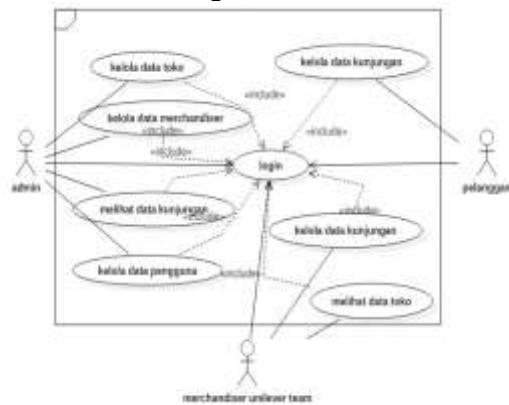 kelola data toko
kelola data kunjungan
«include»
kelola data merchandiser
«include»
«include»
«include»
login
admin
pelanggan
melihat data kunjungan
«include»
«include»
kelola data kunjungan
kelola data pengguna
«include»
melihat data toko
merchandiser unilever team